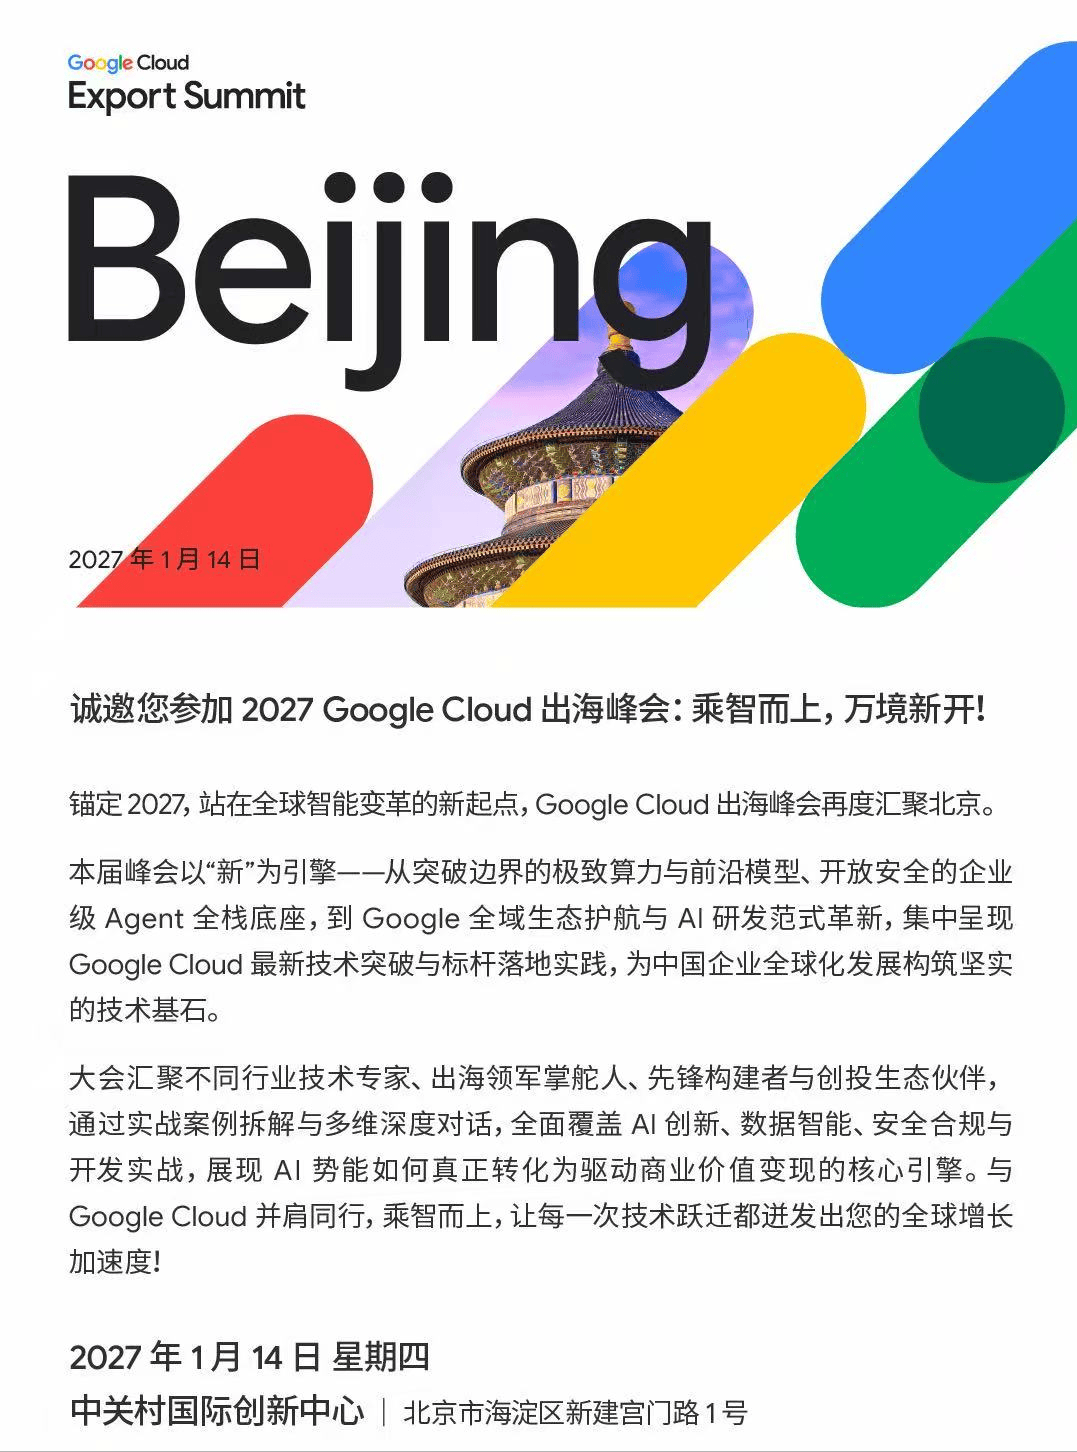 Google Cloud
Export Summit
Beijing
2027 年 1 月 14 日
诚邀您参加 2027 Google Cloud 出海峰会：乘智而上，万境新开！
锚定 2027，站在全球智能变革的新起点，Google Cloud 出海峰会再度汇聚北京。
本届峰会以“新”为引擎——从突破边界的极致算力与前沿模型、开放安全的企业
级 Agent 全栈底座，到 Google 全域生态护航与 AI 研发范式革新，集中呈现
Google Cloud 最新技术突破与标杆落地实践，为中国企业全球化发展构筑坚实
的技术基石。
大会汇聚不同行业技术专家、出海领军掌舵人、先锋构建者与创投生态伙伴，
通过实战案例拆解与多维深度对话，全面覆盖 AI 创新、数据智能、安全合规与
开发实战，展现 AI 势能如何真正转化为驱动商业价值变现的核心引擎。与
Google Cloud 并肩同行，乘智而上，让每一次技术跃迁都迸发出您的全球增长
加速度！
2027 年 1 月 14 日 星期四
中关村国际创新中心｜北京市海淀区新建宫门路 1 号